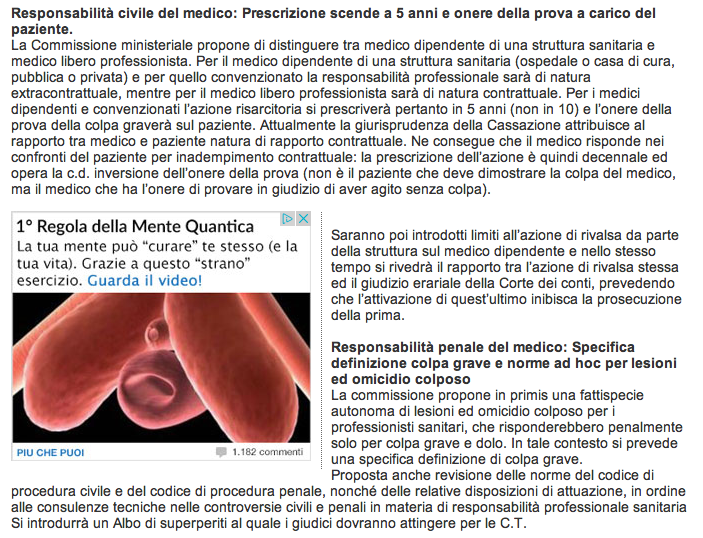 Responsabilità civile del medico: Prescrizione scende a 5 anni e onere della prova a carico del
paziente.
La Commissione ministeriale propone di distinguere tra medico dipendente di una struttura sanitaria e
medico libero professionista. Per il medico dipendente di una struttura sanitaria (ospedale o casa di cura,
pubblica o privata) e per quello convenzionato la responsabilità professionale sarà di natura
extracontrattuale, mentre per il medico libero professionista sarà di natura contrattuale. Per i medici
dipendenti e convenzionati l'azione risarcitoria si prescriverà pertanto in 5 anni (non in 10) e l'onere della
prova della colpa graverà sul paziente. Attualmente la giurisprudenza della Cassazione attribuisce al
rapporto tra medico e paziente natura di rapporto contrattuale. Ne consegue che il medico risponde nei
confronti del paziente per inadempimento contrattuale: la prescrizione dell'azione è quindi decennale ed
opera la c.d. inversione dell'onere della prova (non è il paziente che deve dimostrare la colpa del medico,
ma il medico che ha l'onere di provare in giudizio di aver agito senza colpa).
1° Regola della Mente Quantica
La tua mente può "curare" te stesso (e la
tua vita). Grazie a questo "strano"
esercizio. Guarda il video!
PIU CHE PUOI
1.182 commenti
Saranno poi introdotti limiti all'azione di rivalsa da parte
della struttura sul medico dipendente e nello stesso
tempo si rivedrà il rapporto tra l'azione di rivalsa stessa
ed il giudizio erariale della Corte dei conti, prevedendo
che l'attivazione di quest'ultimo inibisca la prosecuzione
della prima.
Responsabilità penale del medico: Specifica
definizione colpa grave e norme ad hoc per lesioni
ed omicidio colposo
La commissione propone in primis una fattispecie
autonoma di lesioni ed omicidio colposo per i
professionisti sanitari, che risponderebbero penalmente
solo per colpa grave e dolo. In tale contesto si prevede
una specifica definizione di colpa grave.
Proposta anche revisione delle norme del codice di
procedura civile e del codice di procedura penale, nonché delle relative disposizioni di attuazione, in ordine
alle consulenze tecniche nelle controversie civili e penali in materia di responsabilità professionale sanitaria
Si introdurrà un Albo di superperiti al quale i giudici dovranno attingere per le C.T.